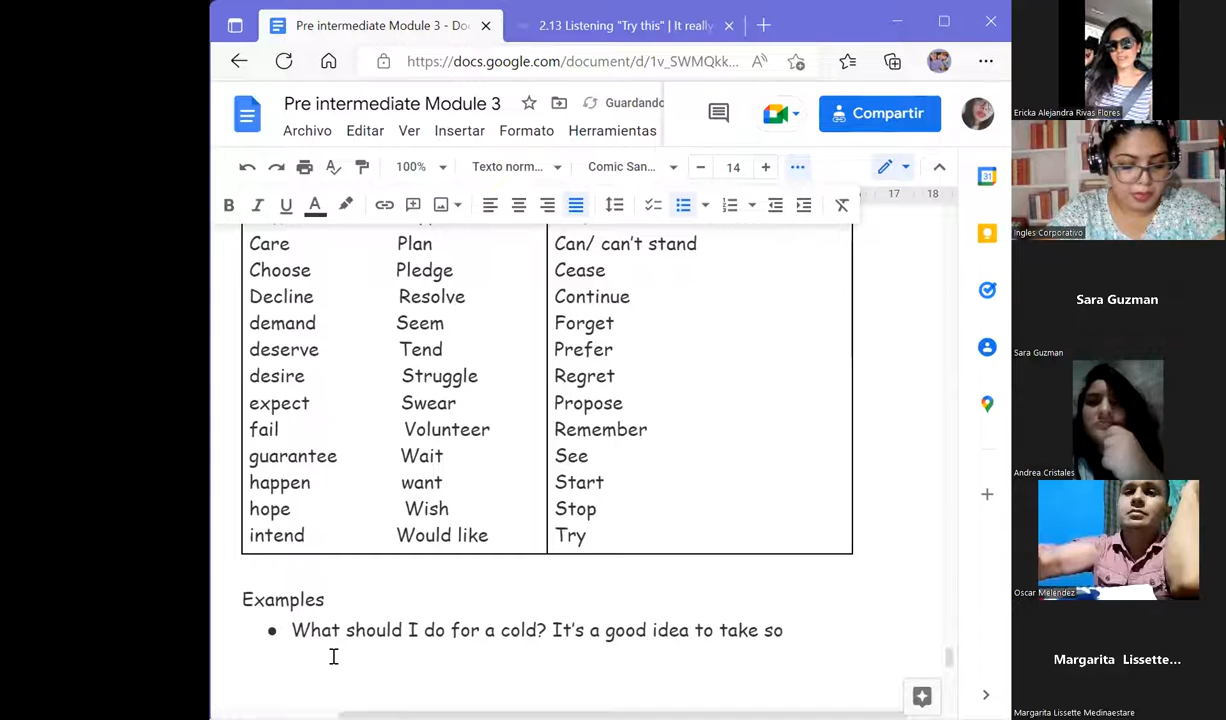 Pre intermediate Module 3 - Doc
2.13 Listening "Try this" | It really
https://docs.google.com/document/d/1v_SWMQkk...
Pre intermediate Module 3
Guardando
Archivo Editar Ver Insertar Formato Herramientas
Compartir
100% Texto norm... Comic San... 14
17 18
Care Plan Can/ can't stand
Choose Pledge Cease
Decline Resolve Continue
demand Seem Forget
deserve Tend Prefer
desire Struggle Regret
expect Swear Propose
fail Volunteer Remember
guarantee Wait See
happen want Start
hope Wish Stop
intend Would like Try
Examples
● What should I do for a cold? It's a good idea to take so
Ericka Alejandra Rivas Flores
Ingles Corporativo
Sara Guzman
Sara Guzman
Andrea Cristales
Oscar Melendez
Margarita Lissette...
Margarita Lissette Medinaestare